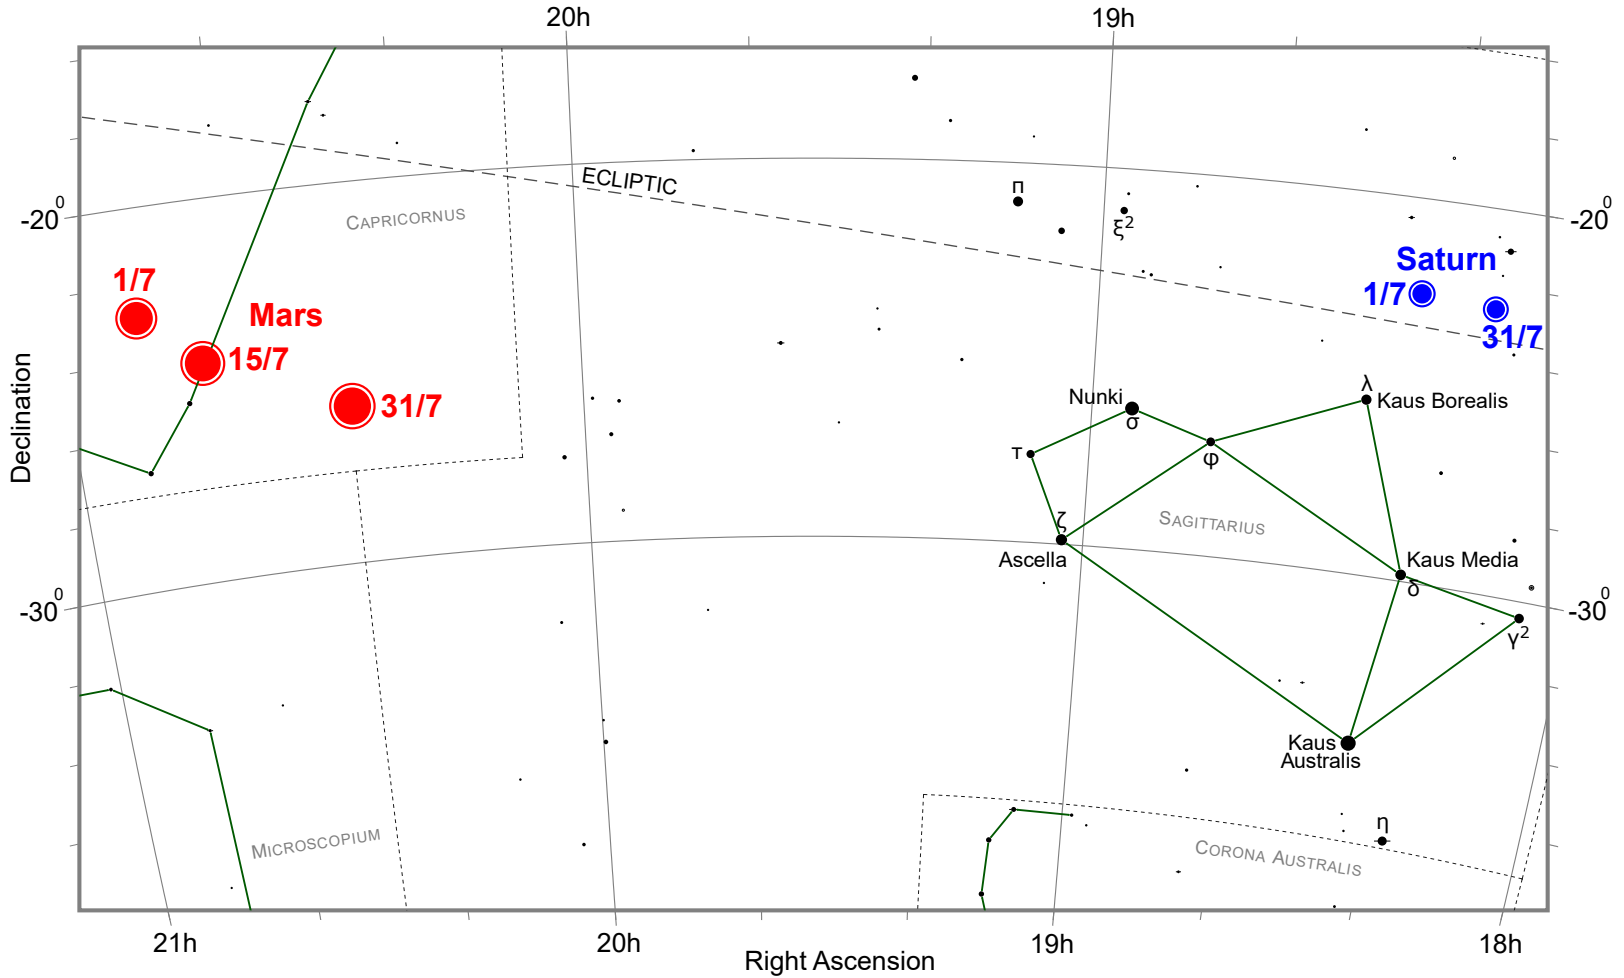 20h 19h
ECLIPTIC
π
ξ²
-20⁰ -20⁰
CAPRICORNUS
Saturn
1/7
1/7
31/7
Mars
15/7
31/7
Declination
Nunki
σ
λ
Kaus Borealis
τ
φ
ζ
SAGITTARIUS
Ascella
Kaus Media
δ
-30⁰ -30⁰
γ²
Kaus
Australis
MICROSCOPIUM
η
CORONA AUSTRALIS
21h 20h 19h 18h
Right Ascension